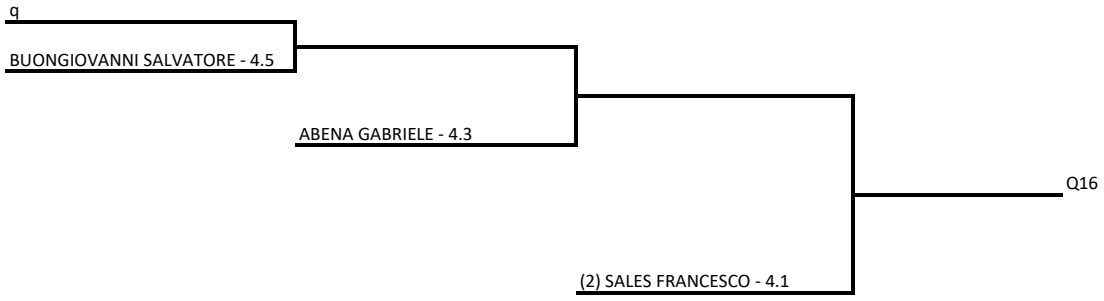 q
BUONGIOVANNI SALVATORE - 4.5
ABENA GABRIELE - 4.3
Q16
(2) SALES FRANCESCO - 4.1